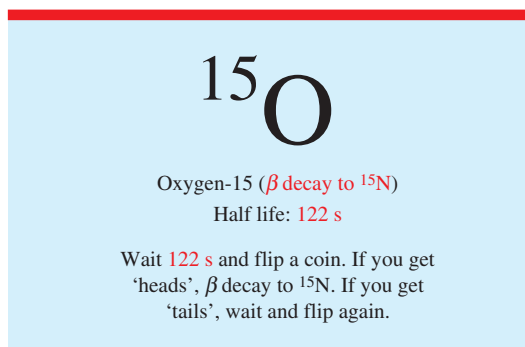 ¹⁵O
Oxygen-15 (β decay to ¹⁵N)
Half life: 122 s
Wait 122 s and flip a coin. If you get
‘heads’, β decay to ¹⁵N. If you get
‘tails’, wait and flip again.